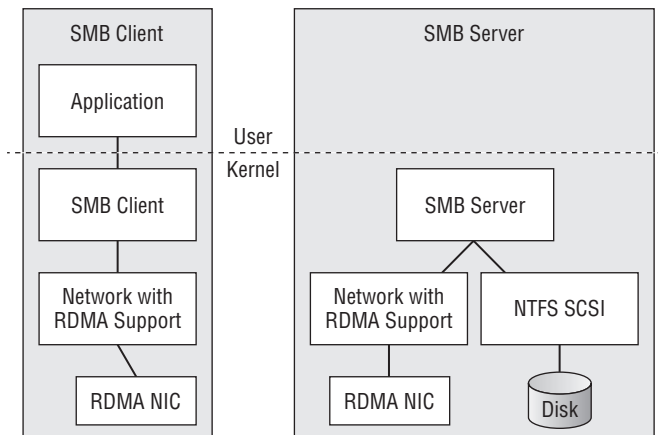 SMB Client
SMB Server
Application
User
Kernel
SMB Client
SMB Server
Network with
RDMA Support
Network with
RDMA Support
NTFS SCSI
RDMA NIC
RDMA NIC
Disk